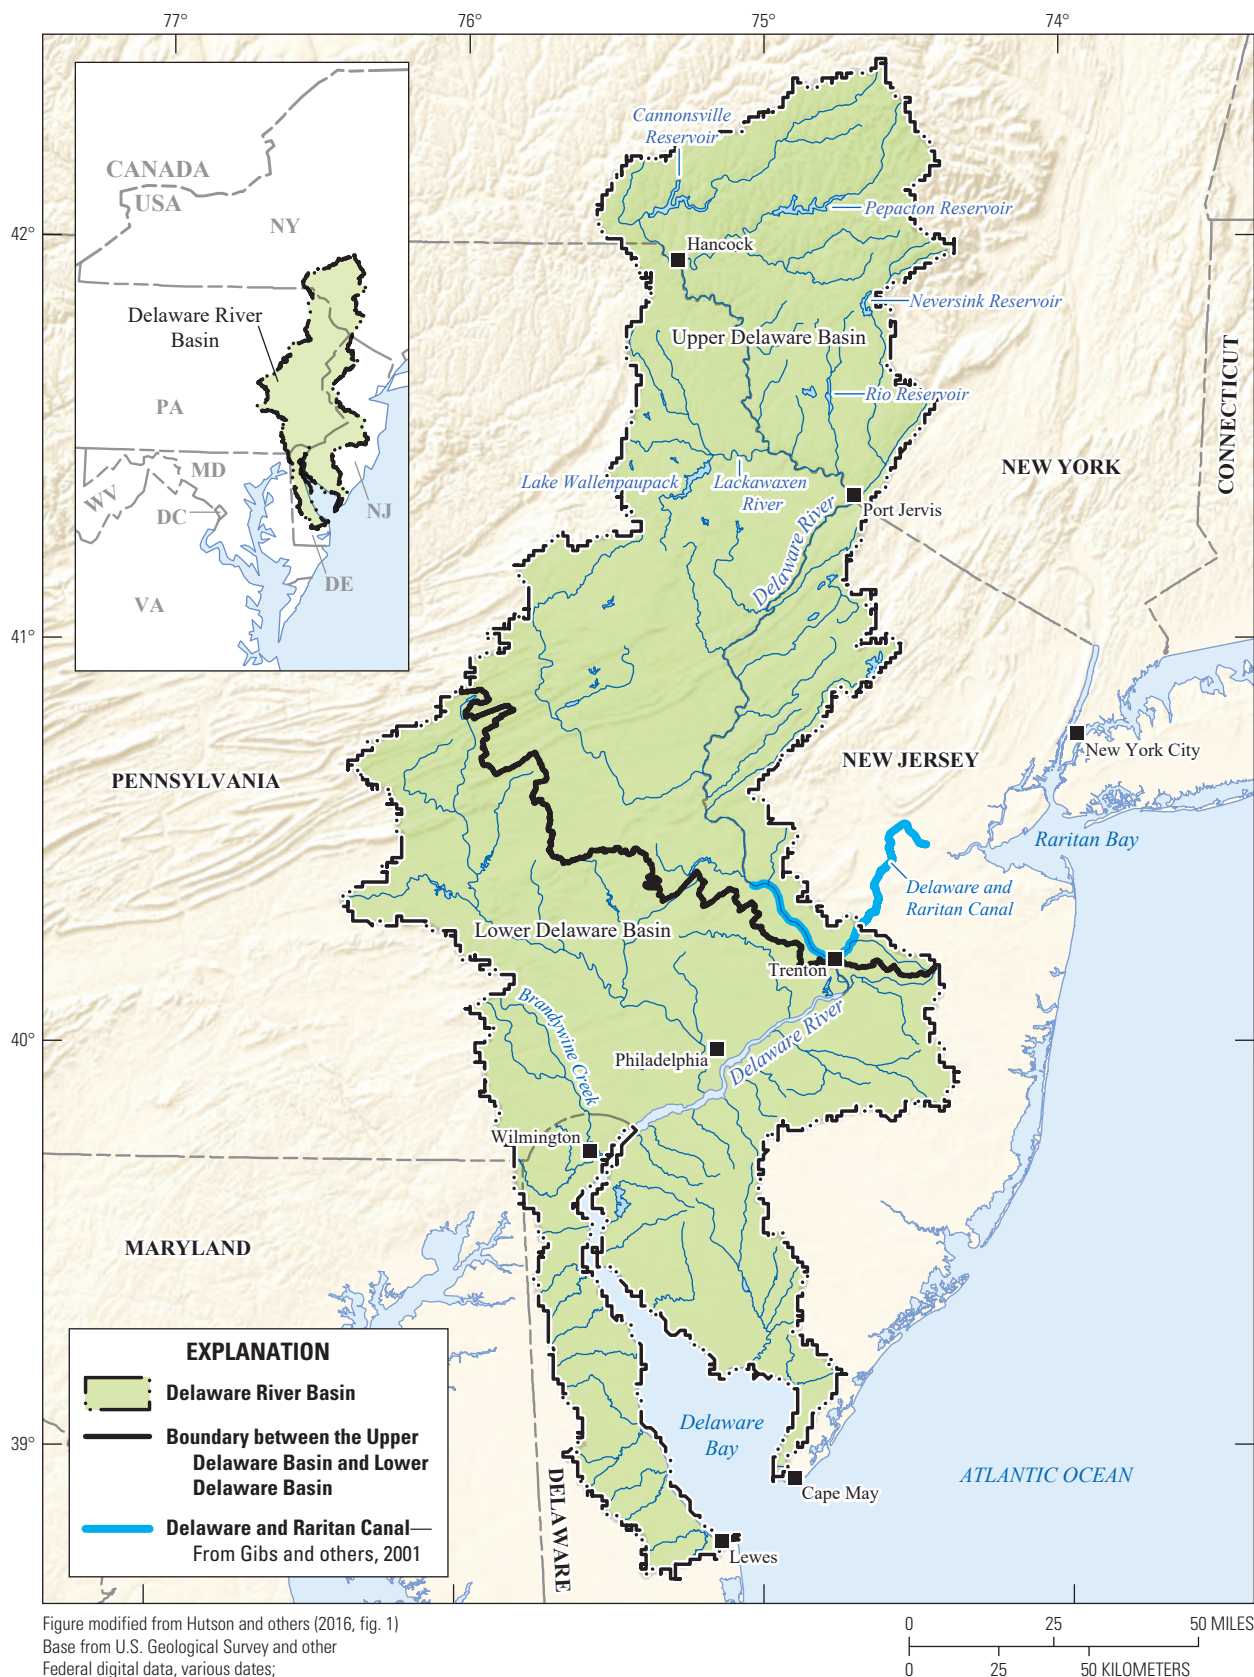 77°
76°
75°
74°
42°
41°
40°
39°
CANADA
USA
NY
Delaware River
Basin
PA
MD
WV
DC
NJ
DE
VA
Cannonsville
Reservoir
Pepacton Reservoir
Hancock
Neversink Reservoir
Upper Delaware Basin
Rio Reservoir
CONNECTICUT
NEW YORK
Lake Wallenpaupack
Lackawaxen
River
Port Jervis
Delaware River
New York City
NEW JERSEY
PENNSYLVANIA
Raritan Bay
Delaware and
Raritan Canal
Lower Delaware Basin
Trenton
Brandywine Creek
Delaware River
Philadelphia
Wilmington
MARYLAND
Delaware
Bay
ATLANTIC OCEAN
Cape May
DELAWARE
Lewes
EXPLANATION
Delaware River Basin
Boundary between the Upper
Delaware Basin and Lower
Delaware Basin
Delaware and Raritan Canal—
From Gibs and others, 2001
Figure modified from Hutson and others (2016, fig. 1)
Base from U.S. Geological Survey and other
Federal digital data, various dates;
0 25 50 MILES
0 25 50 KILOMETERS